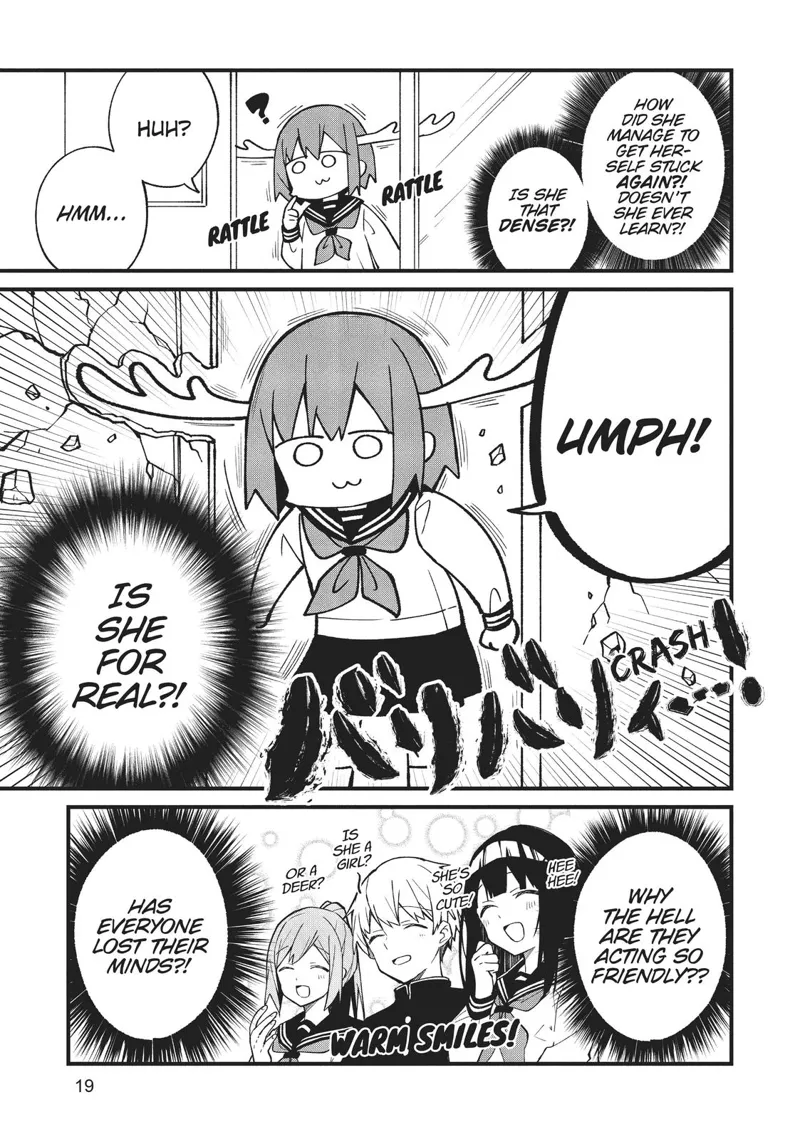 HOW
DID SHE
MANAGE TO
GET HER-
SELF STUCK
AGAIN?!
DOESN'T
SHE EVER
LEARN?!
IS SHE
THAT
DENSE?!
?
RATTLE
RATTLE
HUH?
HMM...
UMPH!
CRASH
バリバリィ…!
IS
SHE
FOR
REAL?!
WHY
THE HELL
ARE THEY
ACTING SO
FRIENDLY??
HEE
HEE!
SHE'S
SO
CUTE!
IS
SHE A
GIRL?
OR A
DEER?
WARM SMILES!
HAS
EVERYONE
LOST THEIR
MINDS?!
19